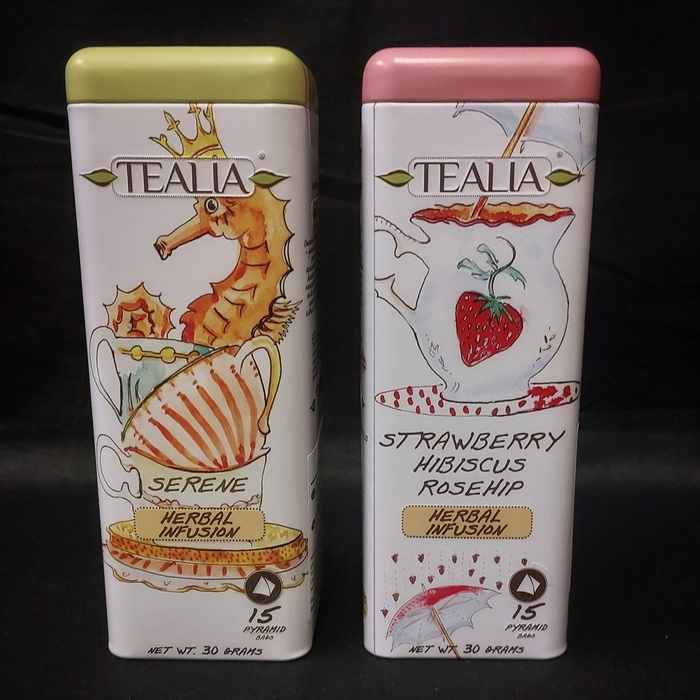 TEALIA®
SERENE
HERBAL
INFUSION
15
PYRAMID
BAGS
NET WT. 30 GRAMS
TEALIA®
STRAWBERRY
HIBISCUS
ROSEHIP
HERBAL
INFUSION
15
PYRAMID
BAGS
NET WT. 30 GRAMS